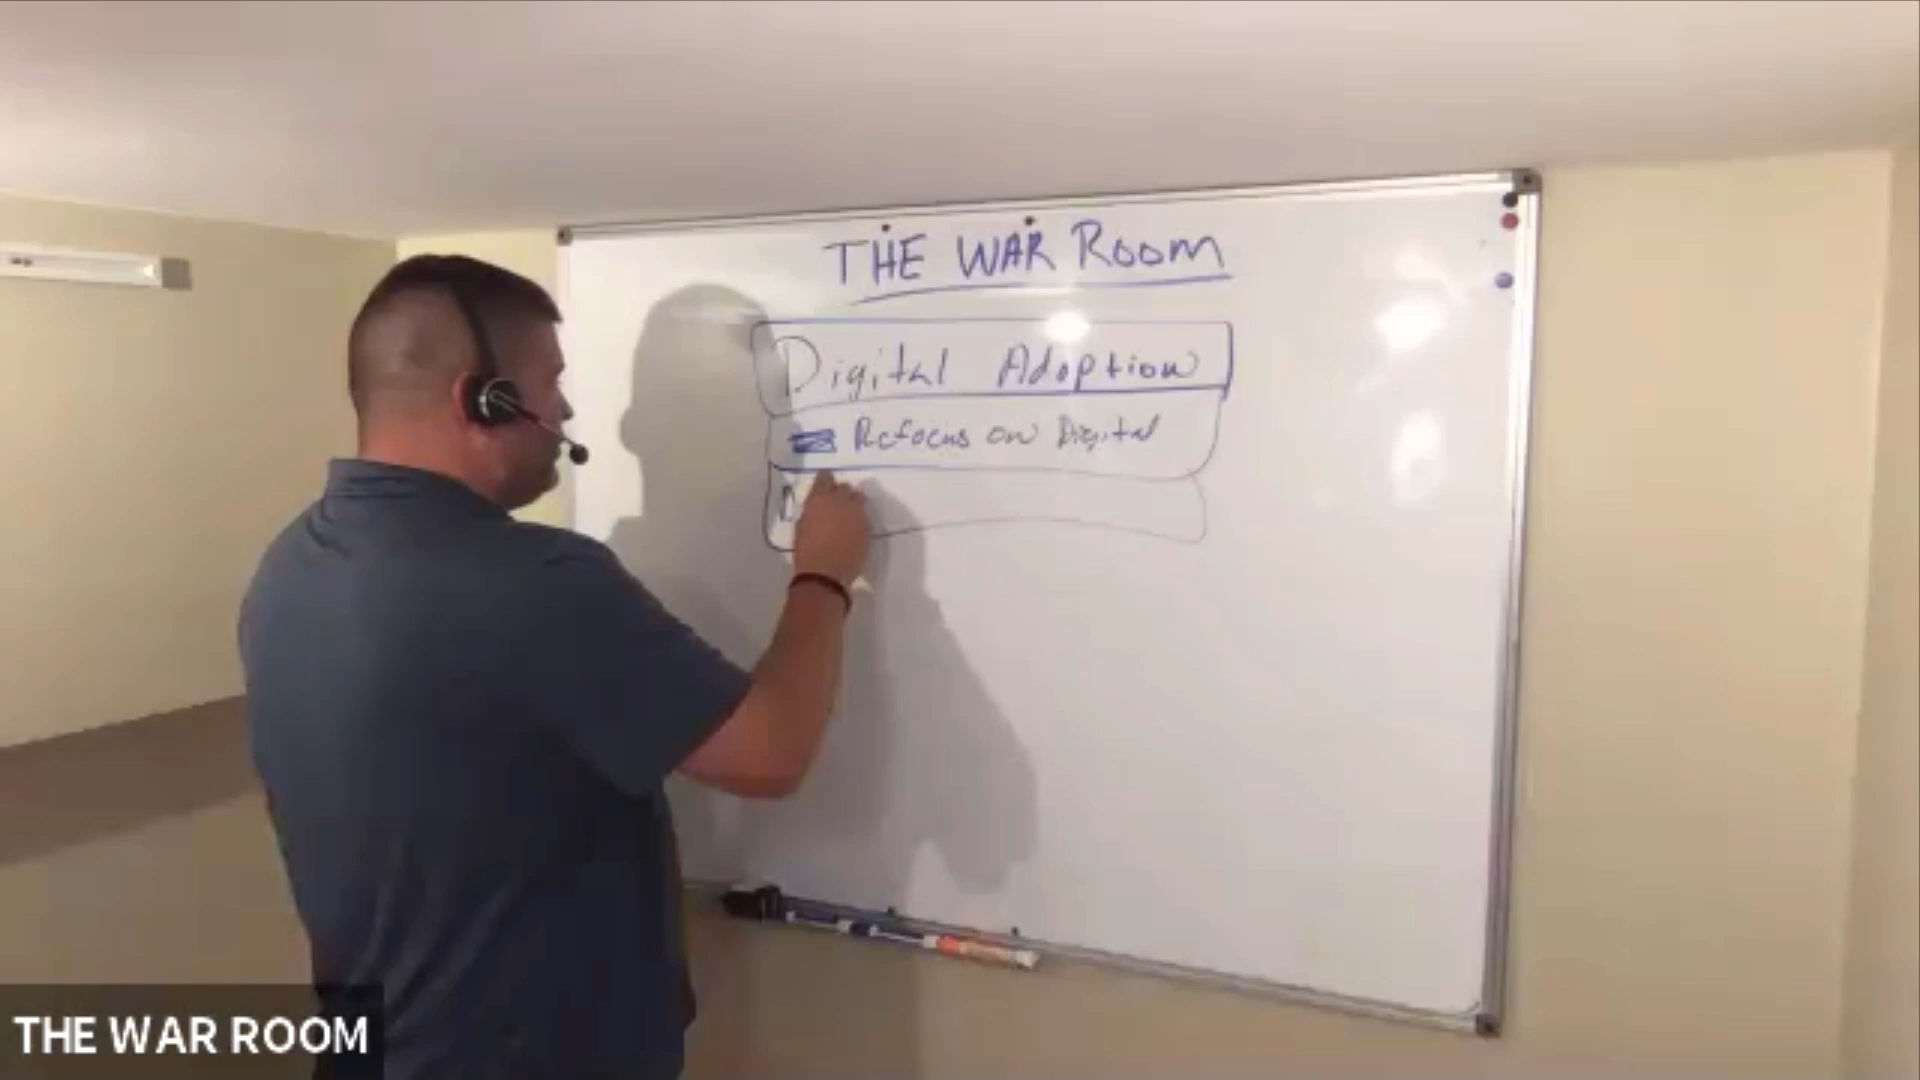 THE WAR ROOM
Digital Adoption
Refocus on Digital
D
THE WAR ROOM